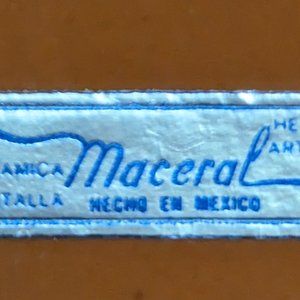 HE
ART
AMICA Maceral
TALLA HECHO EN MEXICO